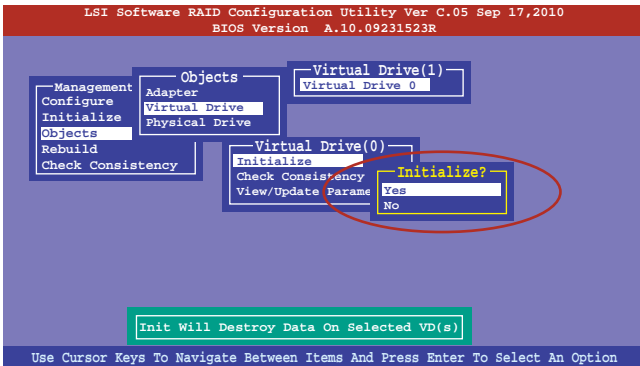 LSI Software RAID Configuration Utility Ver C.05 Sep 17,2010
BIOS Version A.10.09231523R
Management
Configure
Initialize
Objects
Rebuild
Check Consistency
Objects
Adapter
Virtual Drive
Physical Drive
Virtual Drive(1)
Virtual Drive 0
Virtual Drive(0)
Initialize
Check Consistency
View/Update Parame
Initialize?
Yes
No
Init Will Destroy Data On Selected VD(s)
Use Cursor Keys To Navigate Between Items And Press Enter To Select An Option